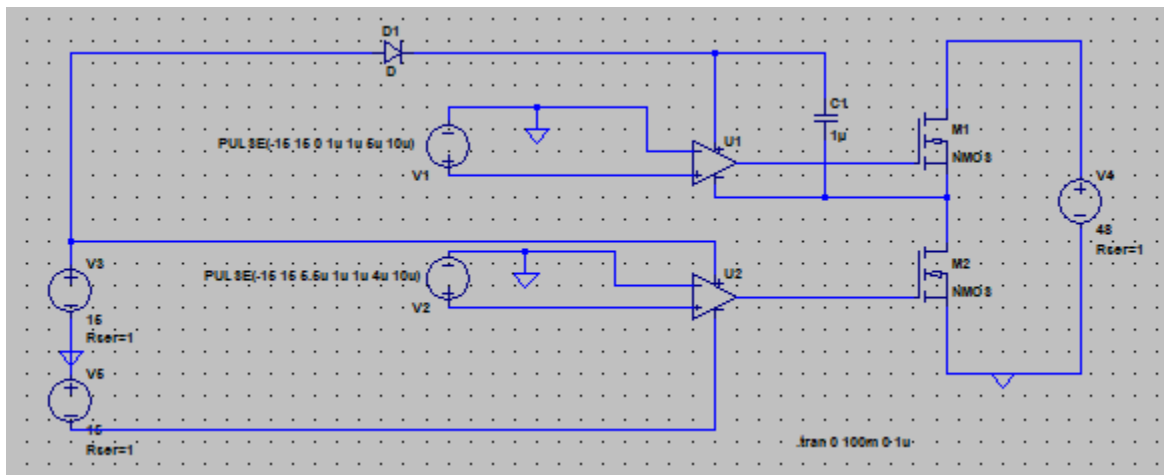 D1
D
C1
1µ
U1
M1
PULSE(-15 15 0 1u 1u 5u 10u)
NMOS
V4
V1
48
Rser=1
V3
U2
M2
PULSE(-15 15 5.5u 1u 1u 4u 10u)
NMOS
V2
15
Rser=1
V5
15
Rser=1
.tran 0 100m 0 1u